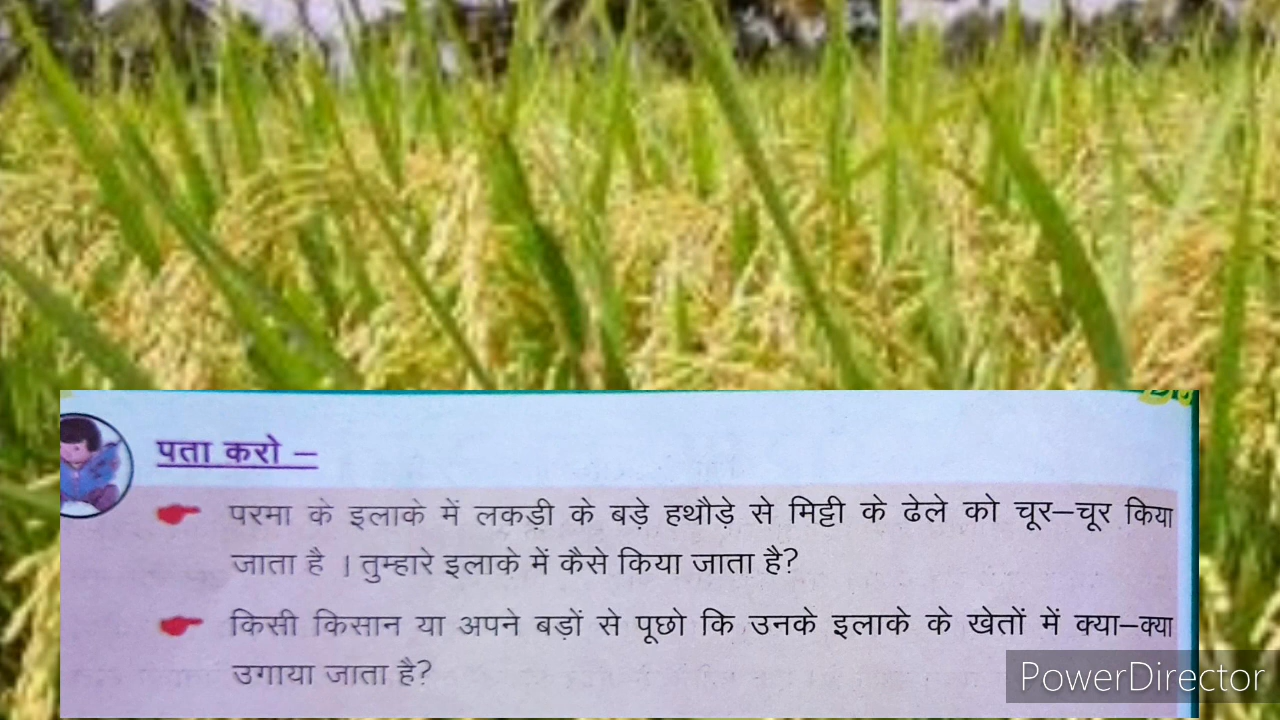 पता करो –
परमा के इलाके में लकड़ी के बड़े हथौड़े से मिट्टी के ढेले को चूर–चूर किया
जाता है । तुम्हारे इलाके में कैसे किया जाता है?
किसी किसान या अपने बड़ों से पूछो कि उनके इलाके के खेतों में क्या–क्या
उगाया जाता है?
PowerDirector